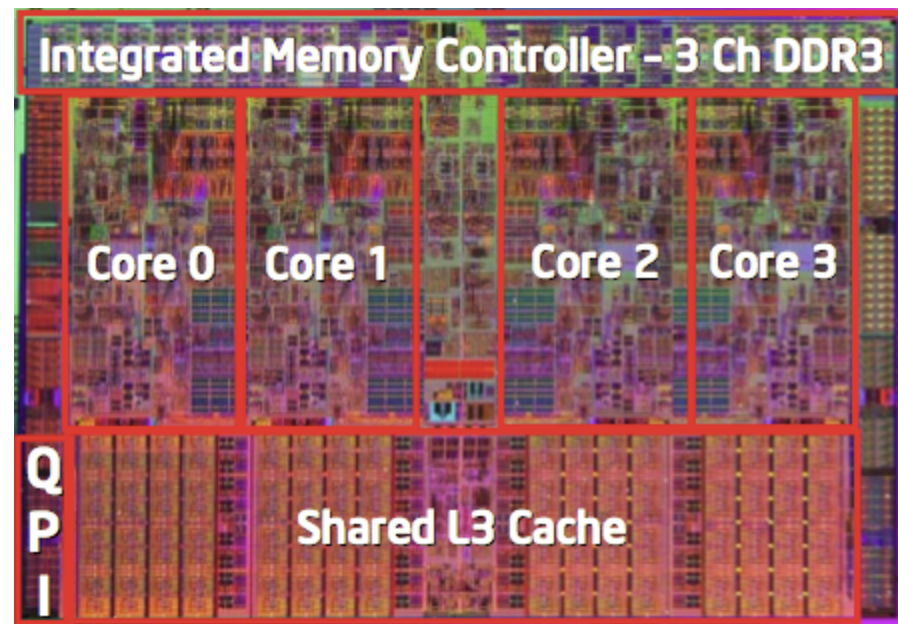 Integrated Memory Controller – 3 Ch DDR3
Core 0
Core 1
Core 2
Core 3
Q
P
I
Shared L3 Cache